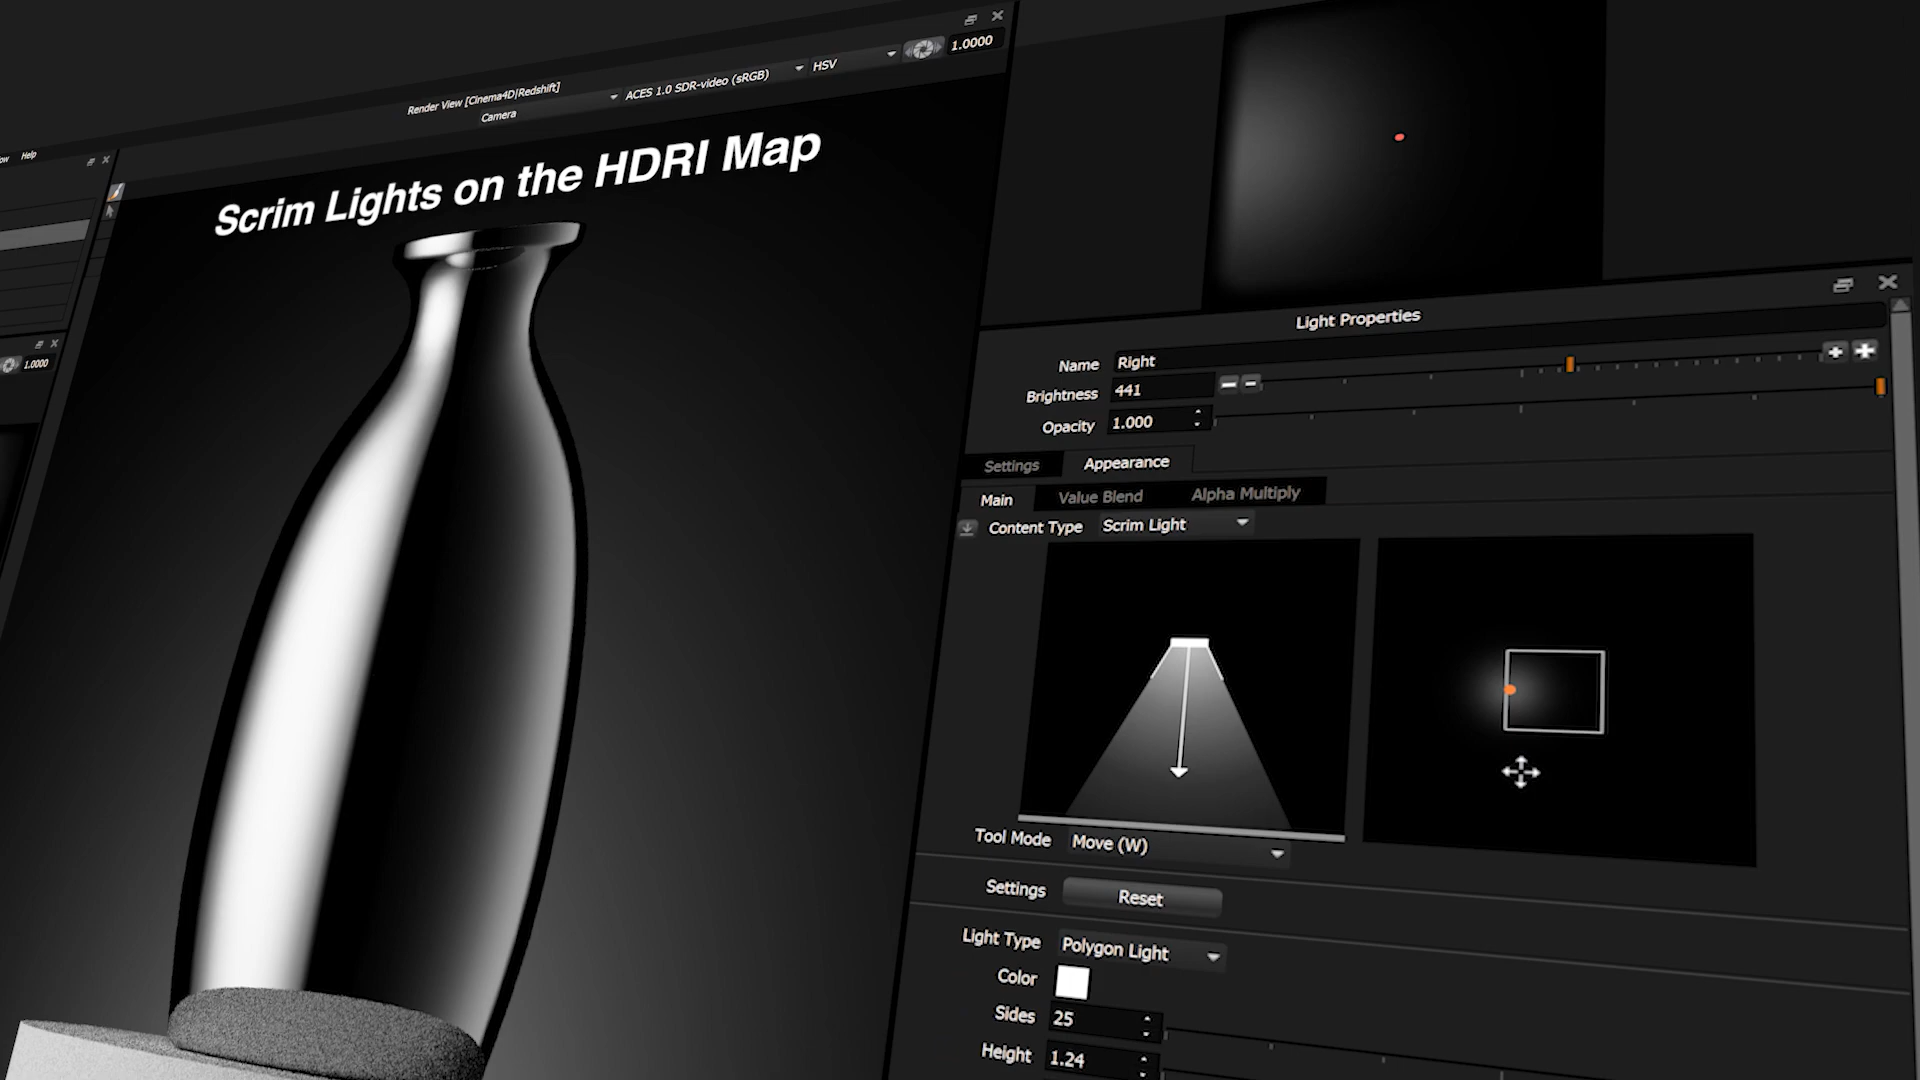 Help
1.0000
Render View [Cinema4D|Redshift]
Camera
ACES 1.0 SDR-video (sRGB)
HSV
1.0000
Scrim Lights on the HDRI Map
Light Properties
Name Right
Brightness 441
Opacity 1.000
Settings Appearance
Main Value Blend Alpha Multiply
Content Type Scrim Light
Tool Mode Move (W)
Settings Reset
Light Type Polygon Light
Color
Sides 25
Height 1.24